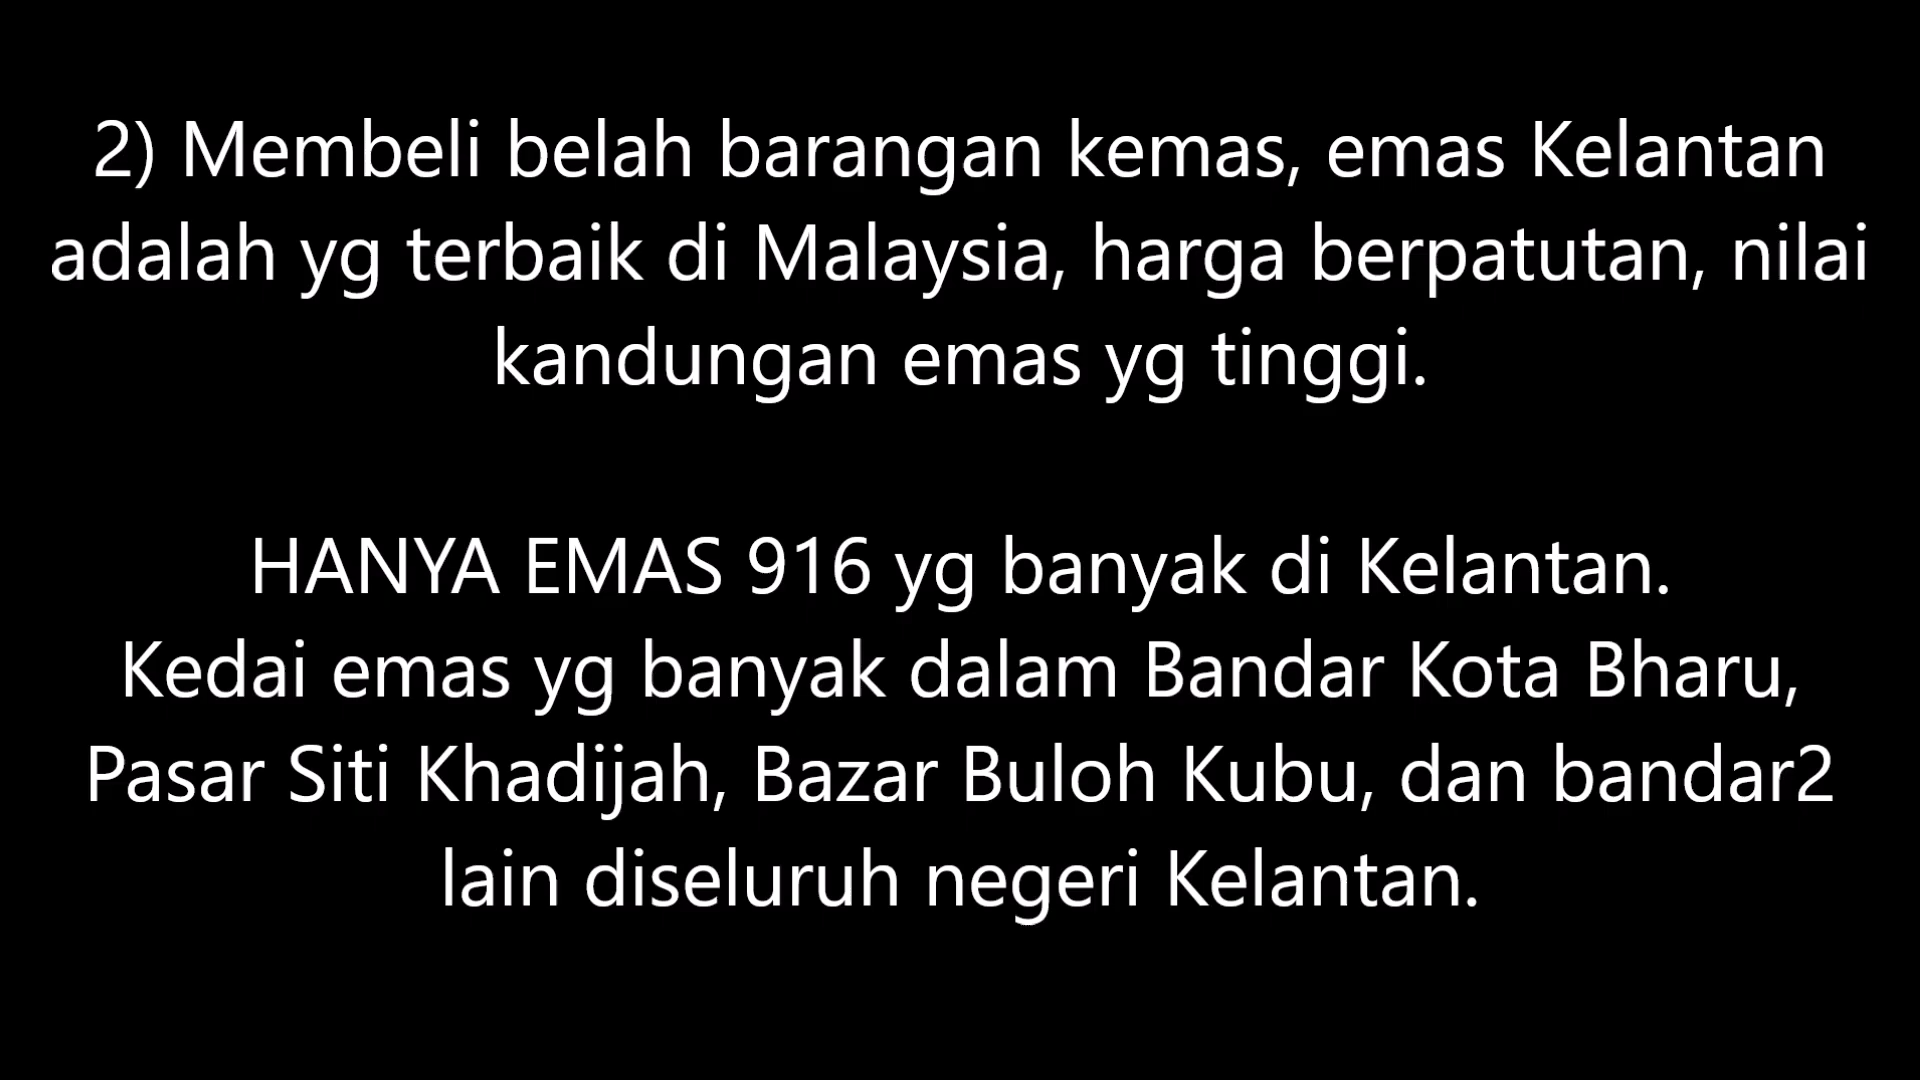 2) Membeli belah barangan kemas, emas Kelantan
adalah yg terbaik di Malaysia, harga berpatutan, nilai
kandungan emas yg tinggi.
HANYA EMAS 916 yg banyak di Kelantan.
Kedai emas yg banyak dalam Bandar Kota Bharu,
Pasar Siti Khadijah, Bazar Buloh Kubu, dan bandar2
lain diseluruh negeri Kelantan.